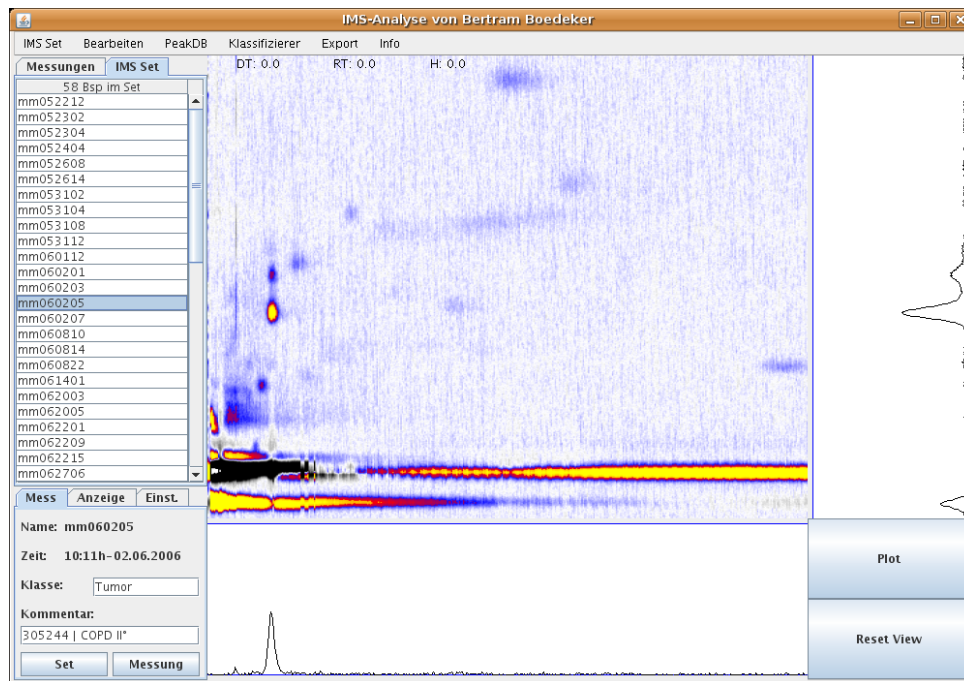 IMS-Analyse von Bertram Boedeker
IMS Set Bearbeiten PeakDB Klassifizierer Export Info
Messungen IMS Set
DT: 0.0 RT: 0.0 H: 0.0
58 Bsp im Set
mm052212
mm052302
mm052304
mm052404
mm052608
mm052614
mm053102
mm053104
mm053108
mm053112
mm060112
mm060201
mm060203
mm060205
mm060207
mm060810
mm060814
mm060822
mm061401
mm062003
mm062005
mm062201
mm062209
mm062215
mm062706
Mess Anzeige Einst.
Name: mm060205
Zeit: 10:11h-02.06.2006
Klasse: Tumor
Kommentar:
305244 | COPD II°
Set Messung
Plot
Reset View